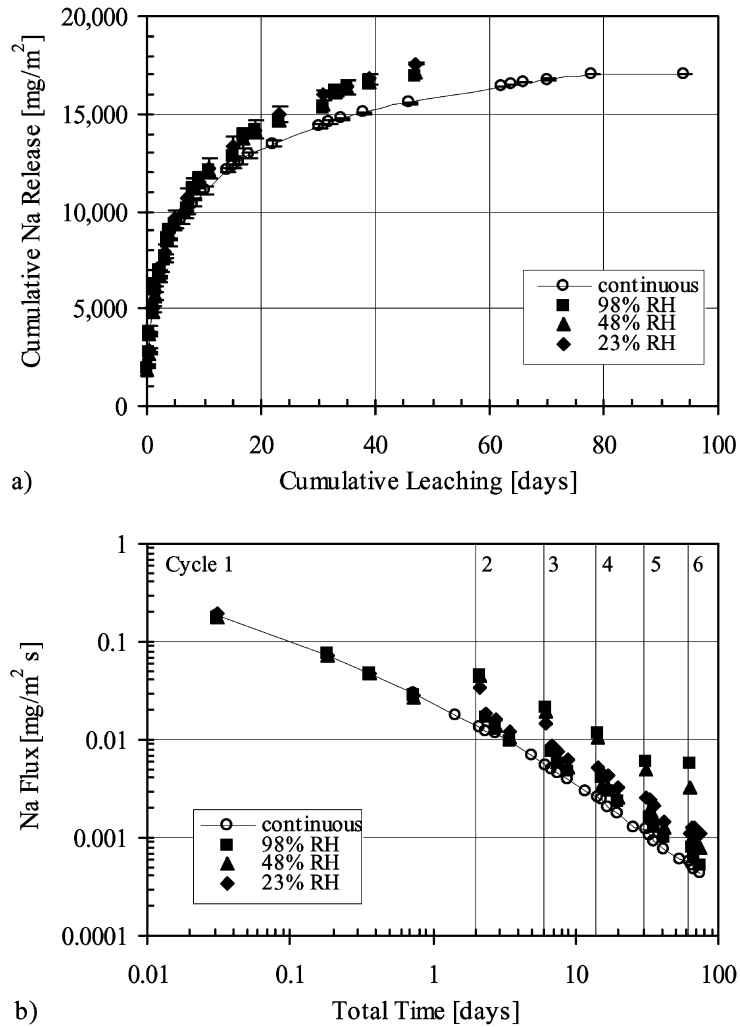 20,000
15,000
10,000
5,000
0
Cumulative Na Release [mg/m2]
continuous
98% RH
48% RH
23% RH
0 20 40 60 80 100
a) Cumulative Leaching [days]
1
0.1
0.01
0.001
0.0001
Na Flux[mg/m2 s]
Cycle 1 2 3 4 5 6
continuous
98% RH
48% RH
23% RH
0.01 0.1 1 10 100
b) Total Time [days]